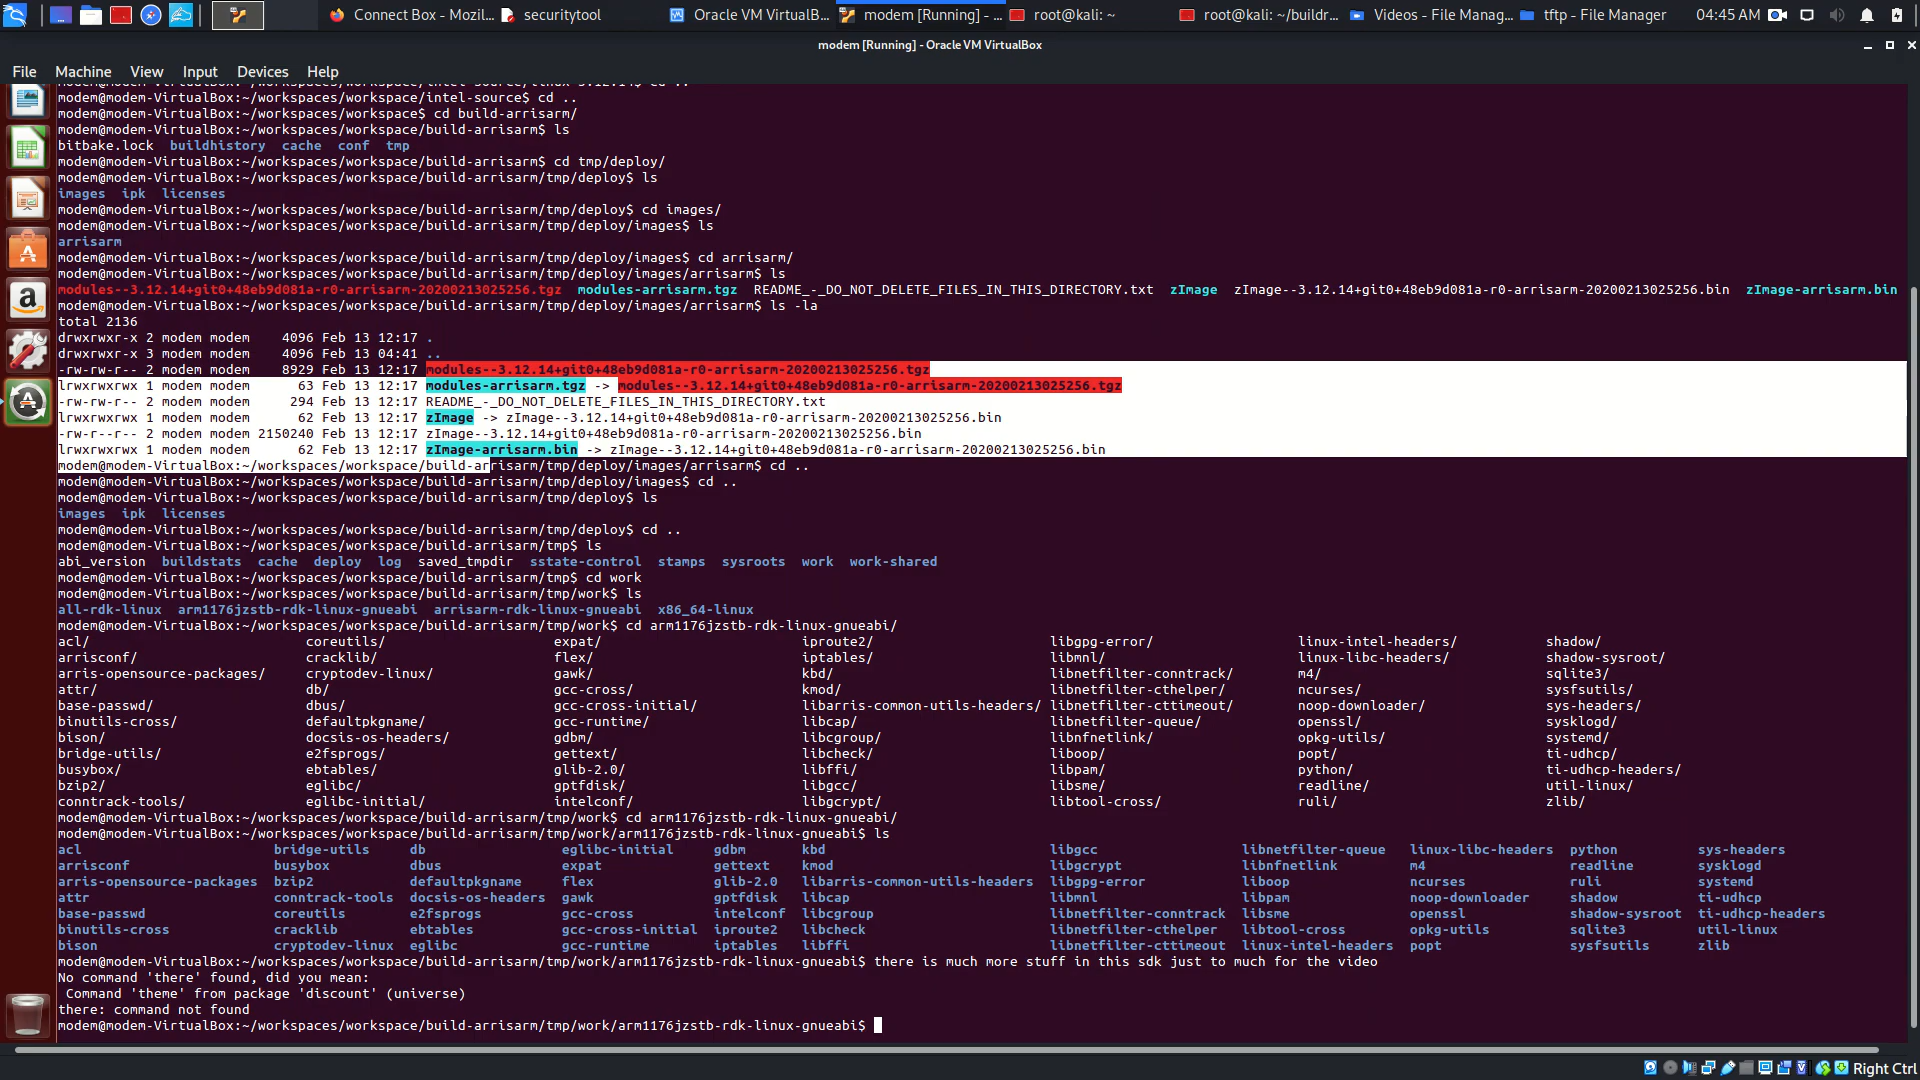 Connect Box - Mozil... securitytool Oracle VM VirtualB... modem [Running] - ... root@kali: ~ root@kali: ~/buildr... Videos - File Manag... tftp - File Manager 04:45 AM
modem [Running] - Oracle VM VirtualBox
File Machine View Input Devices Help
modem@modem-VirtualBox:~/workspaces/workspace/intel-source/linux-3.12.14$ cd ..
modem@modem-VirtualBox:~/workspaces/workspace/intel-source$ cd ..
modem@modem-VirtualBox:~/workspaces/workspace$ cd build-arrisarm/
modem@modem-VirtualBox:~/workspaces/workspace/build-arrisarm$ ls
bitbake.lock buildhistory cache conf tmp
modem@modem-VirtualBox:~/workspaces/workspace/build-arrisarm$ cd tmp/deploy/
modem@modem-VirtualBox:~/workspaces/workspace/build-arrisarm/tmp/deploy$ ls
images ipk licenses
modem@modem-VirtualBox:~/workspaces/workspace/build-arrisarm/tmp/deploy$ cd images/
modem@modem-VirtualBox:~/workspaces/workspace/build-arrisarm/tmp/deploy/images$ ls
arrisarm
modem@modem-VirtualBox:~/workspaces/workspace/build-arrisarm/tmp/deploy/images$ cd arrisarm/
modem@modem-VirtualBox:~/workspaces/workspace/build-arrisarm/tmp/deploy/images/arrisarm$ ls
modules--3.12.14+git0+48eb9d081a-r0-arrisarm-20200213025256.tgz modules-arrisarm.tgz README_-_DO_NOT_DELETE_FILES_IN_THIS_DIRECTORY.txt zImage zImage--3.12.14+git0+48eb9d081a-r0-arrisarm-20200213025256.bin zImage-arrisarm.bin
modem@modem-VirtualBox:~/workspaces/workspace/build-arrisarm/tmp/deploy/images/arrisarm$ ls -la
total 2136
drwxrwxr-x 2 modem modem 4096 Feb 13 12:17 .
drwxrwxr-x 3 modem modem 4096 Feb 13 04:41 ..
-rw-rw-r-- 2 modem modem 8929 Feb 13 12:17 modules--3.12.14+git0+48eb9d081a-r0-arrisarm-20200213025256.tgz
lrwxrwxrwx 1 modem modem 63 Feb 13 12:17 modules-arrisarm.tgz -> modules--3.12.14+git0+48eb9d081a-r0-arrisarm-20200213025256.tgz
-rw-rw-r-- 2 modem modem 294 Feb 13 12:17 README_-_DO_NOT_DELETE_FILES_IN_THIS_DIRECTORY.txt
lrwxrwxrwx 1 modem modem 62 Feb 13 12:17 zImage -> zImage--3.12.14+git0+48eb9d081a-r0-arrisarm-20200213025256.bin
-rw-r--r-- 2 modem modem 2150240 Feb 13 12:17 zImage--3.12.14+git0+48eb9d081a-r0-arrisarm-20200213025256.bin
lrwxrwxrwx 1 modem modem 62 Feb 13 12:17 zImage-arrisarm.bin -> zImage--3.12.14+git0+48eb9d081a-r0-arrisarm-20200213025256.bin
modem@modem-VirtualBox:~/workspaces/workspace/build-arrisarm/tmp/deploy/images/arrisarm$ cd ..
modem@modem-VirtualBox:~/workspaces/workspace/build-arrisarm/tmp/deploy/images$ cd ..
modem@modem-VirtualBox:~/workspaces/workspace/build-arrisarm/tmp/deploy$ ls
images ipk licenses
modem@modem-VirtualBox:~/workspaces/workspace/build-arrisarm/tmp/deploy$ cd ..
modem@modem-VirtualBox:~/workspaces/workspace/build-arrisarm/tmp$ ls
abi_version buildstats cache deploy log saved_tmpdir sstate-control stamps sysroots work work-shared
modem@modem-VirtualBox:~/workspaces/workspace/build-arrisarm/tmp$ cd work
modem@modem-VirtualBox:~/workspaces/workspace/build-arrisarm/tmp/work$ ls
all-rdk-linux arm1176jzstb-rdk-linux-gnueabi arrisarm-rdk-linux-gnueabi x86_64-linux
modem@modem-VirtualBox:~/workspaces/workspace/build-arrisarm/tmp/work$ cd arm1176jzstb-rdk-linux-gnueabi/
acl/ coreutils/ expat/ iproute2/ libgpg-error/ linux-intel-headers/ shadow/
arrisconf/ cracklib/ flex/ iptables/ libmnl/ linux-libc-headers/ shadow-sysroot/
arris-opensource-packages/ cryptodev-linux/ gawk/ kbd/ libnetfilter-conntrack/ m4/ sqlite3/
attr/ db/ gcc-cross/ kmod/ libnetfilter-cthelper/ ncurses/ sysfsutils/
base-passwd/ dbus/ gcc-cross-initial/ libarris-common-utils-headers/ libnetfilter-cttimeout/ noop-downloader/ sys-headers/
binutils-cross/ defaultpkgname/ gcc-runtime/ libcap/ libnetfilter-queue/ openssl/ sysklogd/
bison/ docsis-os-headers/ gdbm/ libcgroup/ libnfnetlink/ opkg-utils/ systemd/
bridge-utils/ e2fsprogs/ gettext/ libcheck/ liboop/ popt/ ti-udhcp/
busybox/ ebtables/ glib-2.0/ libffi/ libpam/ python/ ti-udhcp-headers/
bzip2/ eglibc/ gptfdisk/ libgcc/ libsme/ readline/ util-linux/
conntrack-tools/ eglibc-initial/ intelconf/ libgcrypt/ libtool-cross/ ruli/ zlib/
modem@modem-VirtualBox:~/workspaces/workspace/build-arrisarm/tmp/work$ cd arm1176jzstb-rdk-linux-gnueabi/
modem@modem-VirtualBox:~/workspaces/workspace/build-arrisarm/tmp/work/arm1176jzstb-rdk-linux-gnueabi$ ls
acl bridge-utils db eglibc-initial gdbm kbd libgcc libnetfilter-queue linux-libc-headers python sys-headers
arrisconf busybox dbus expat gettext kmod libgcrypt libnfnetlink m4 readline sysklogd
arris-opensource-packages bzip2 defaultpkgname flex glib-2.0 libarris-common-utils-headers libgpg-error liboop ncurses ruli systemd
attr conntrack-tools docsis-os-headers gawk gptfdisk libcap libmnl libpam noop-downloader shadow ti-udhcp
base-passwd coreutils e2fsprogs gcc-cross intelconf libcgroup libnetfilter-conntrack libsme openssl shadow-sysroot ti-udhcp-headers
binutils-cross cracklib ebtables gcc-cross-initial iproute2 libcheck libnetfilter-cthelper libtool-cross opkg-utils sqlite3 util-linux
bison cryptodev-linux eglibc gcc-runtime iptables libffi libnetfilter-cttimeout linux-intel-headers popt sysfsutils zlib
modem@modem-VirtualBox:~/workspaces/workspace/build-arrisarm/tmp/work/arm1176jzstb-rdk-linux-gnueabi$ there is much more stuff in this sdk just to much for the video
No command 'there' found, did you mean:
Command 'theme' from package 'discount' (universe)
there: command not found
modem@modem-VirtualBox:~/workspaces/workspace/build-arrisarm/tmp/work/arm1176jzstb-rdk-linux-gnueabi$
Right Ctrl